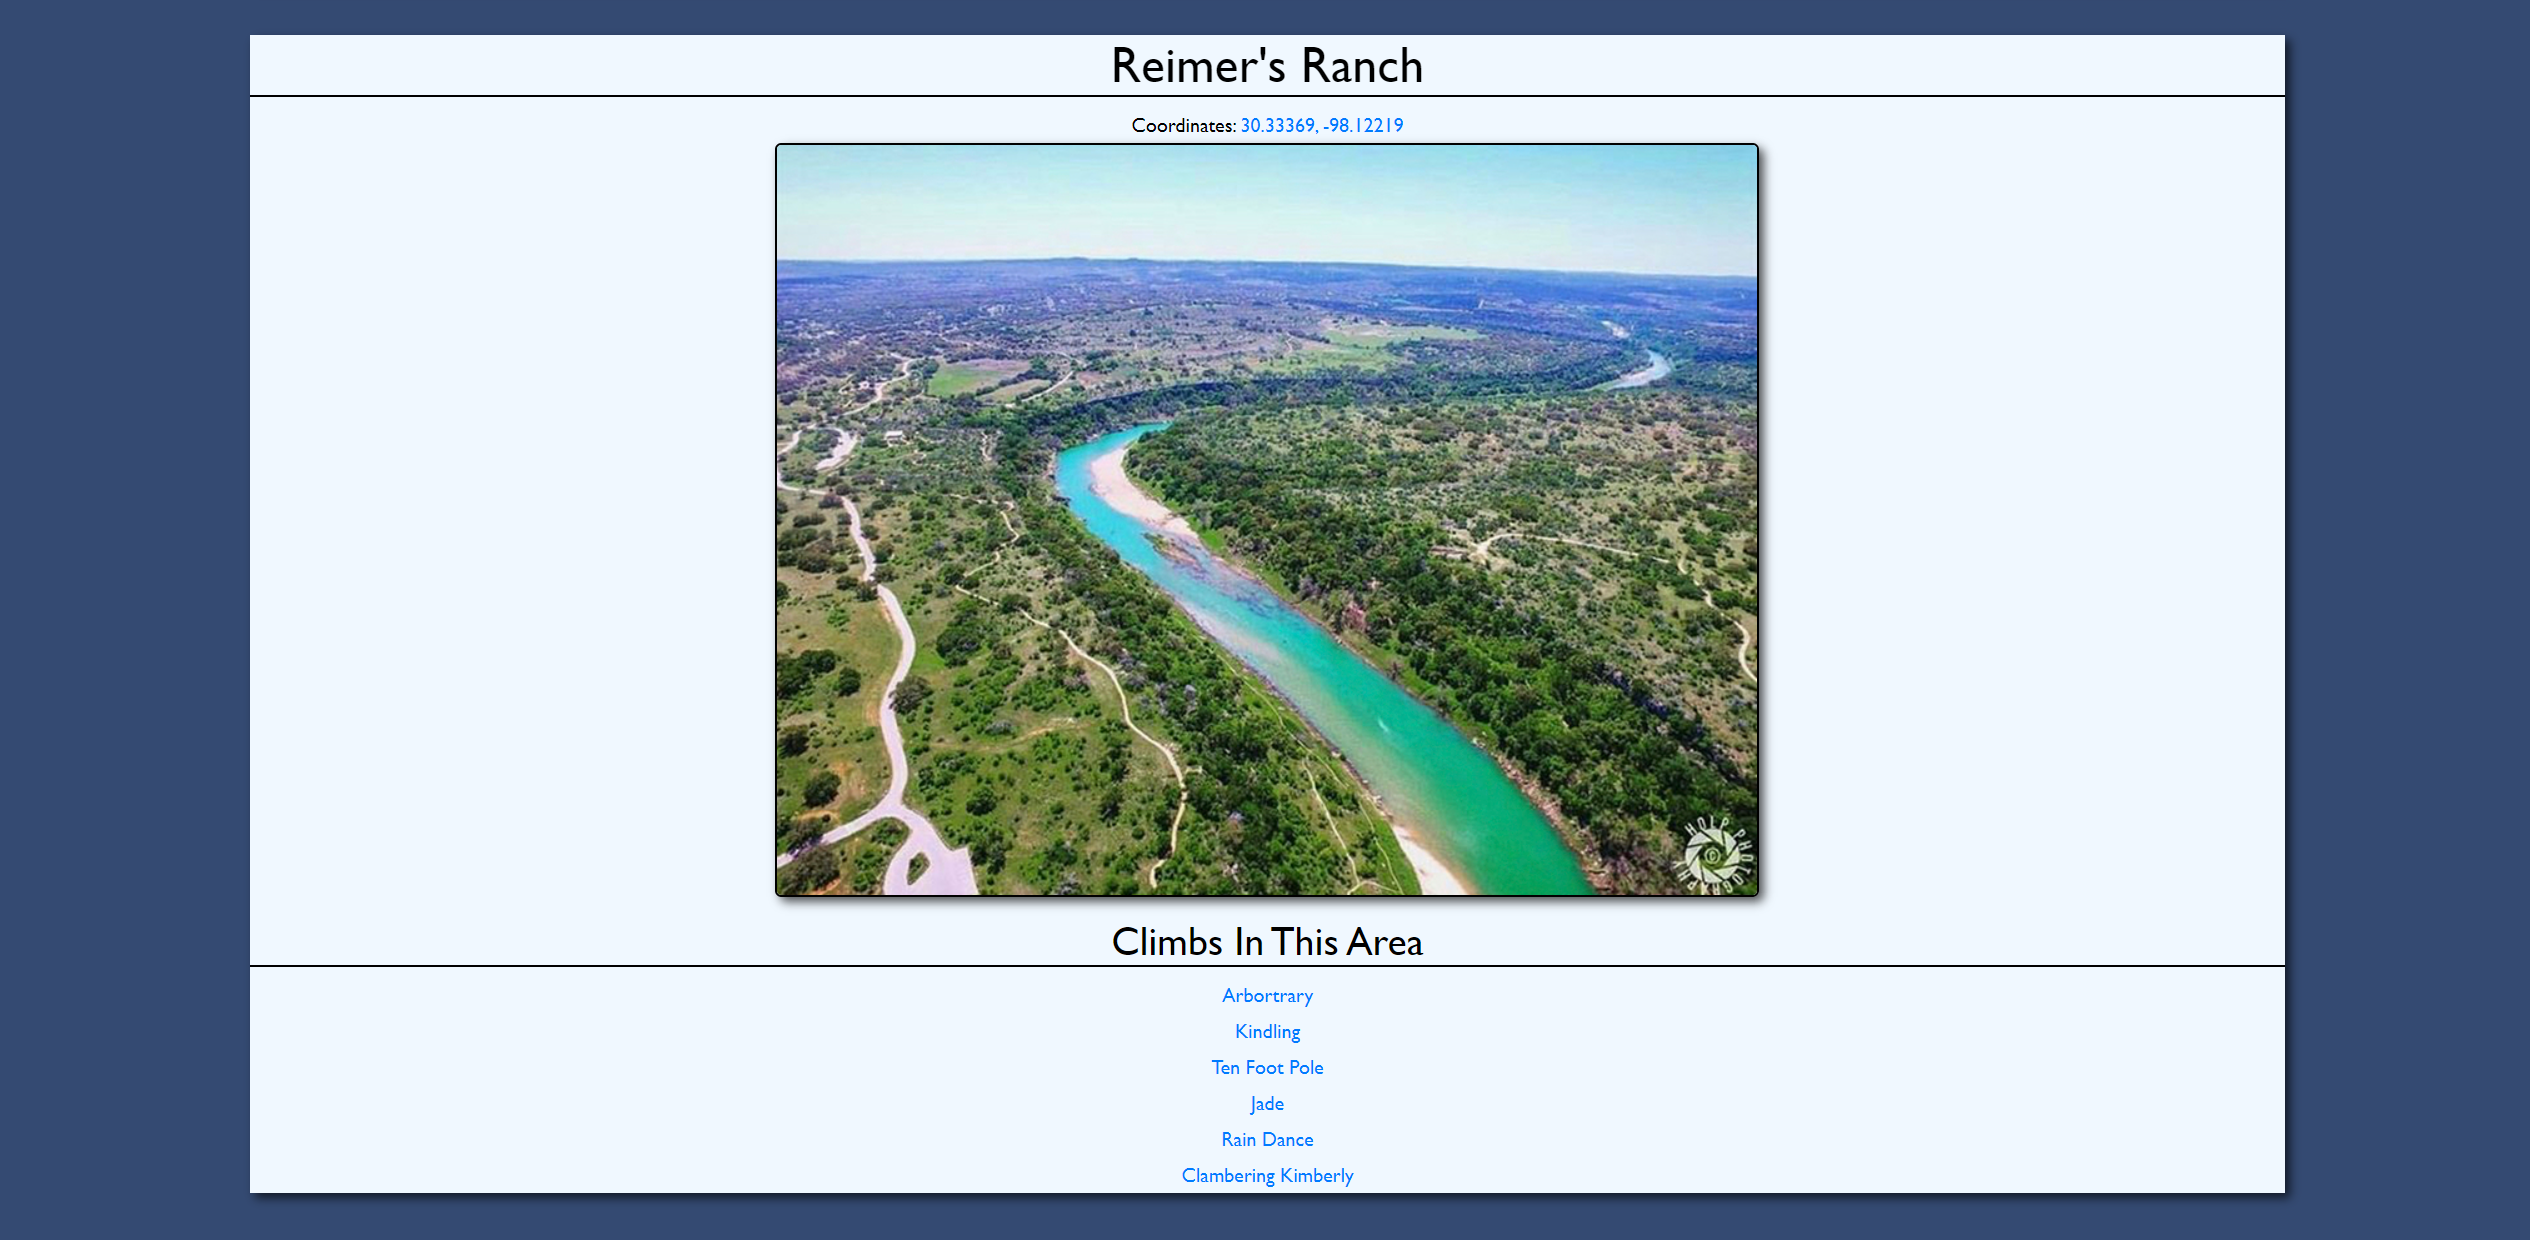 Reimer's Ranch
Coordinates: 30.33369, -98.12219
HOLP PHOTOGRAPHY
©
Climbs In This Area
Arbortrary
Kindling
Ten Foot Pole
Jade
Rain Dance
Clambering Kimberly